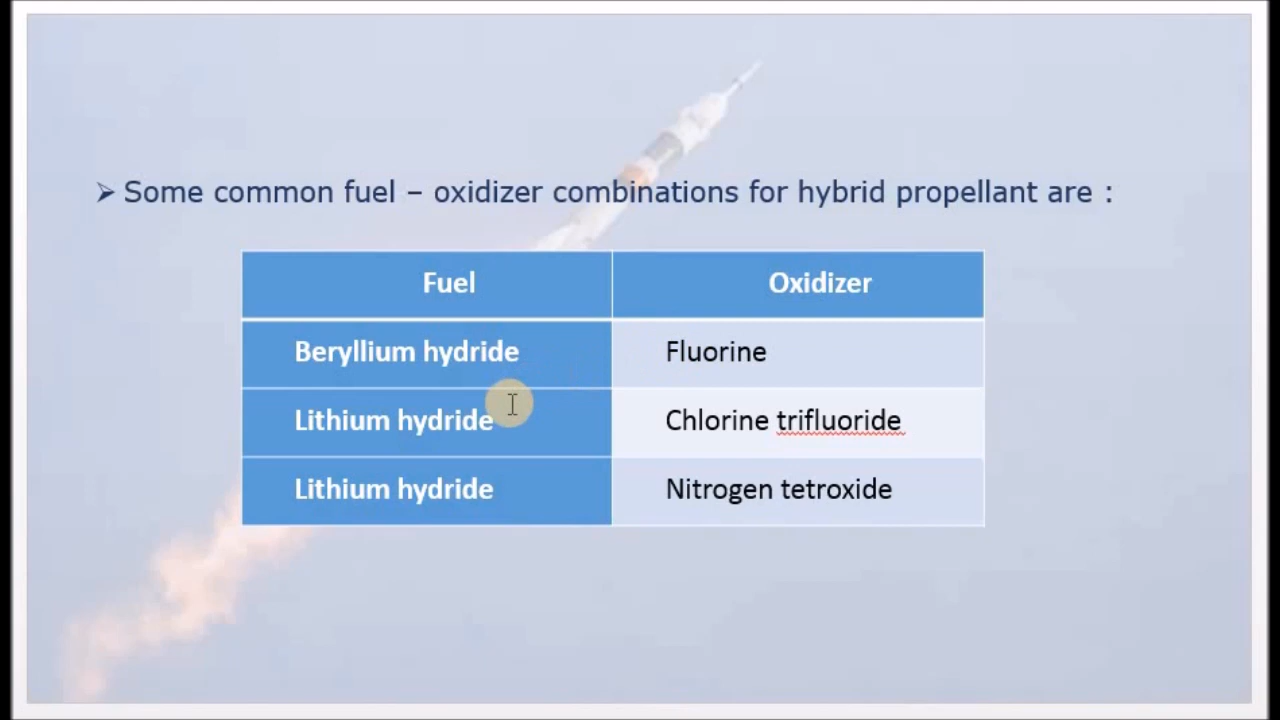 ➢ Some common fuel – oxidizer combinations for hybrid propellant are :
Fuel Oxidizer
Beryllium hydride Fluorine
Lithium hydride Chlorine trifluoride
Lithium hydride Nitrogen tetroxide